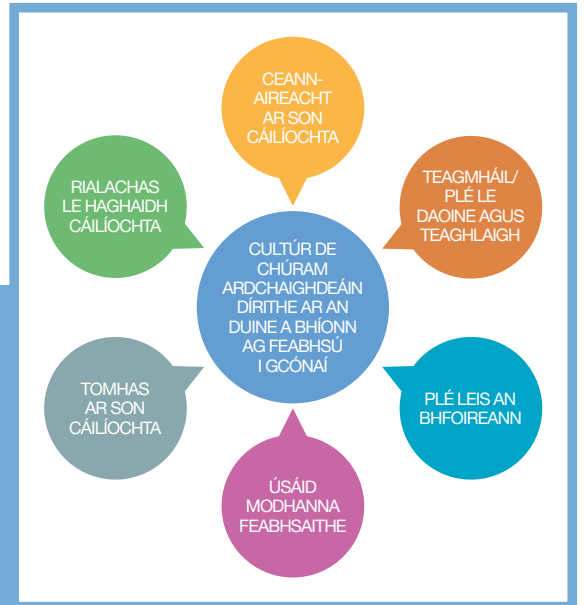 CEANN-
AIREACHT
AR SON
CÁILÍOCHTA
TEAGMHÁIL/
PLÉ LE
DAOINE AGUS
TEAGHLAIGH
RIALACHAS
LE HAGHAIDH
CÁILÍOCHTA
CULTÚR DE
CHÚRAM
ARDCHAIGHDEÁIN
DÍRITHE AR AN
DUINE A BHÍONN
AG FEABHSÚ
I GCÓNAÍ
TOMHAS
AR SON
CÁILÍOCHTA
PLÉ LEIS AN
BHFOIREANN
ÚSÁID
MODHANNA
FEABHSAITHE